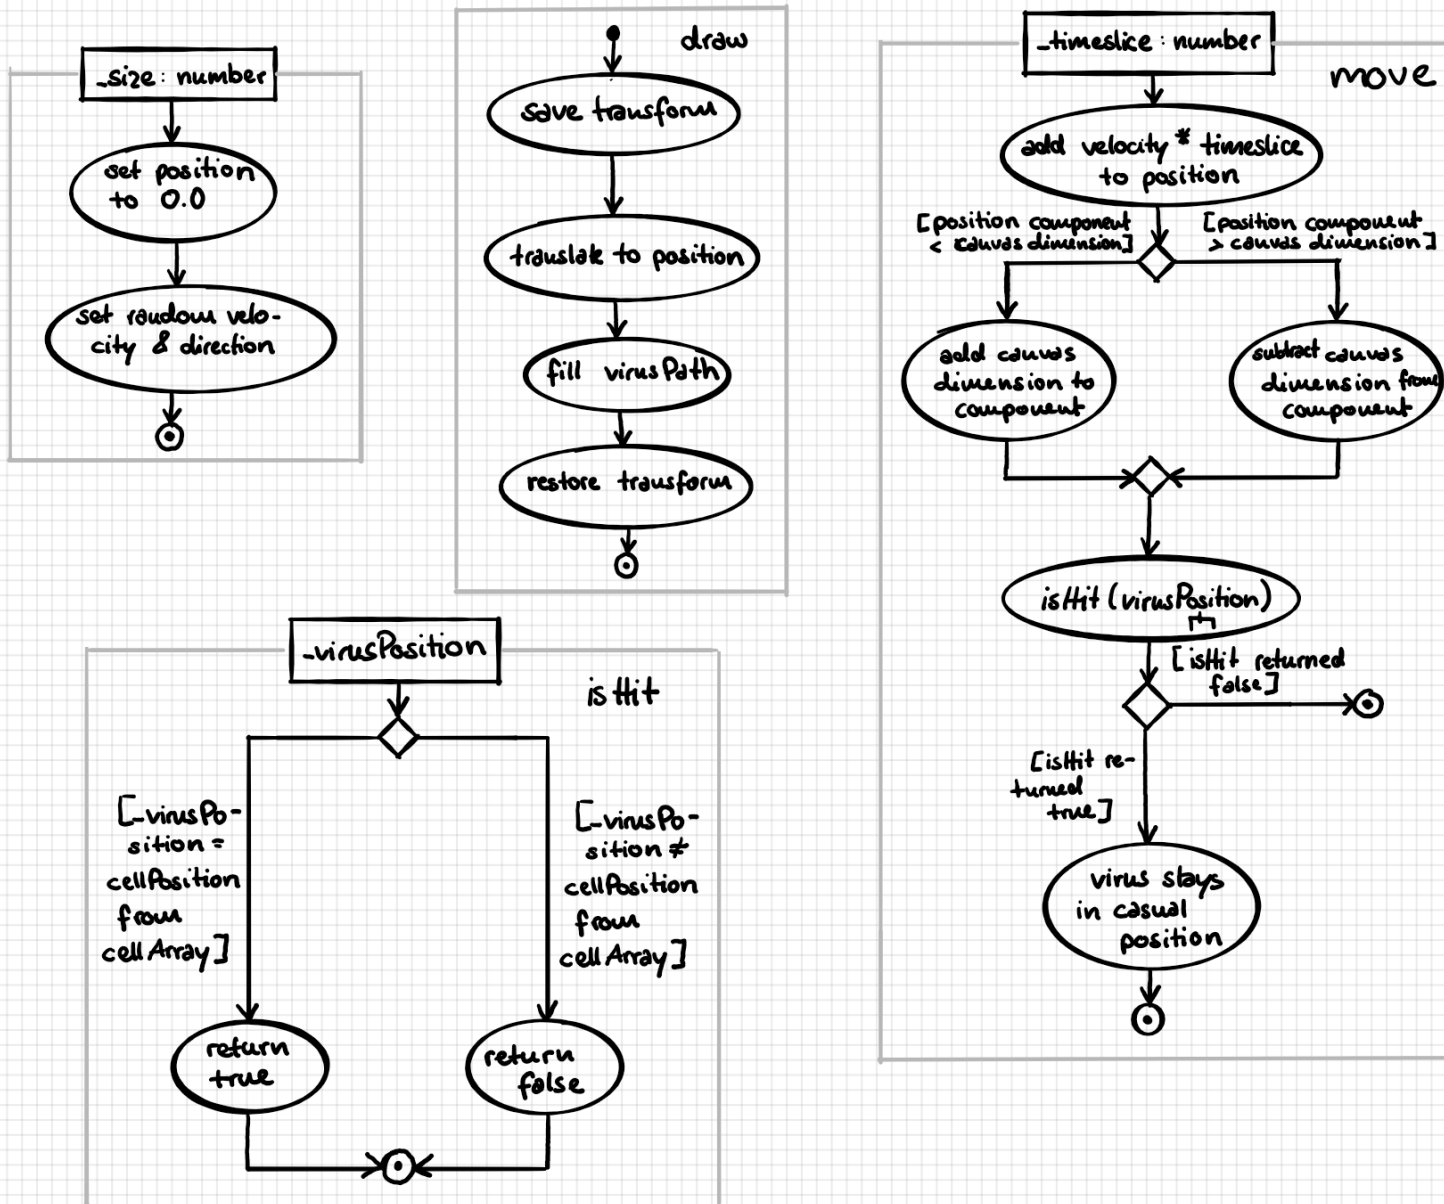 _size: number
set position
to 0.0
set random velo-
city & direction
draw
save transform
translate to position
fill virusPath
restore transform
_timeslice: number
move
add velocity * timeslice
to position
[position component
< canvas dimension]
[position component
> canvas dimension]
add canvas
dimension to
component
subtract canvas
dimension from
component
isHit (virusPosition)
[isHit returned
false]
[isHit re-
turned
true]
virus stays
in casual
position
_virusPosition
isHit
[_virusPo-
sition =
cellPosition
from
cellArray]
[_virusPo-
sition ≠
cellPosition
from
cellArray]
return
true
return
false